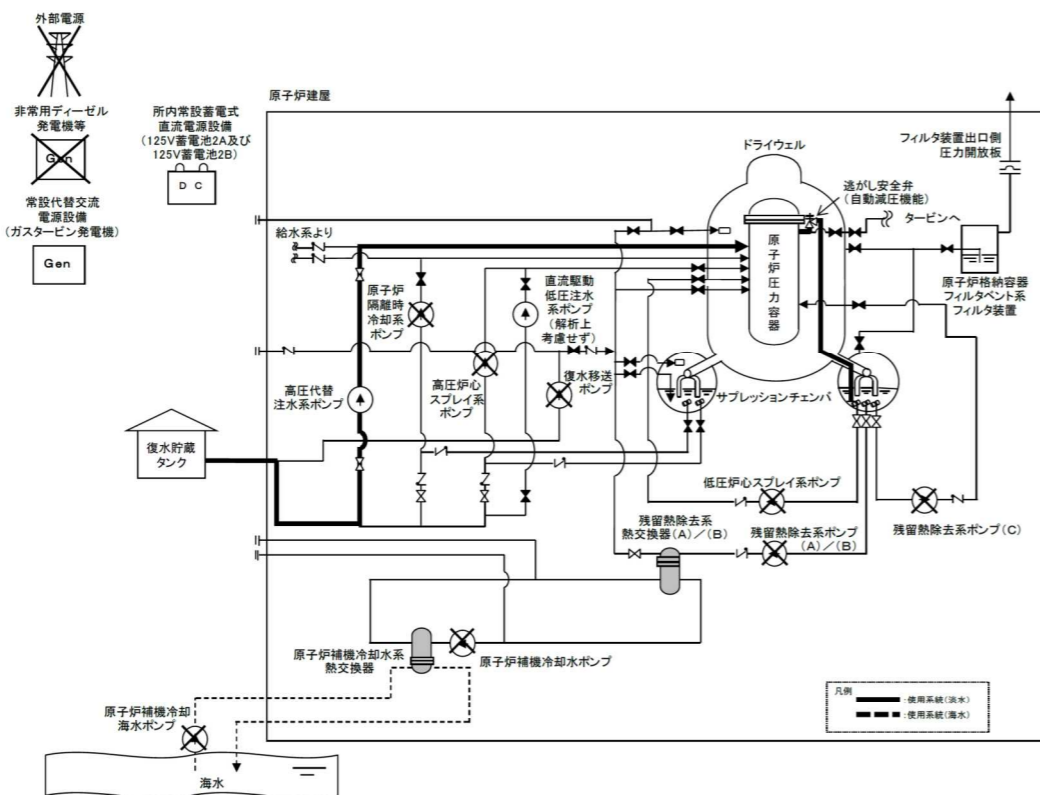 外部電源
非常用ディーゼル
発電機等
Gen
常設代替交流
電源設備
(ガスタービン発電機)
Gen
所内常設蓄電式
直流電源設備
(125V蓄電池2A及び
125V蓄電池2B)
D C
原子炉建屋
ドライウェル
逃がし安全弁
(自動減圧機能)
タービンへ
フィルタ装置出口側
圧力開放板
原子炉格納容器
フィルタベント系
フィルタ装置
給水系より
原子炉
隔離時
冷却系
ポンプ
直流駆動
低圧注水
系ポンプ
(解析上
考慮せず)
原子炉圧力容器
高圧代替
注水系ポンプ
高圧炉心
スプレイ系
ポンプ
復水移送
ポンプ
サプレッションチェンバ
復水貯蔵
タンク
低圧炉心スプレイ系ポンプ
残留熱除去系
熱交換器(A)/(B)
残留熱除去系ポンプ
(A)/(B)
残留熱除去系ポンプ(C)
原子炉補機冷却水系
熱交換器
原子炉補機冷却水ポンプ
原子炉補機冷却
海水ポンプ
海水
凡例
:使用系統(淡水)
:使用系統(海水)